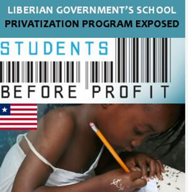 LIBERIAN GOVERNMENT'S SCHOOL
PRIVATIZATION PROGRAM EXPOSED
STUDENTS
BEFORE PROFIT